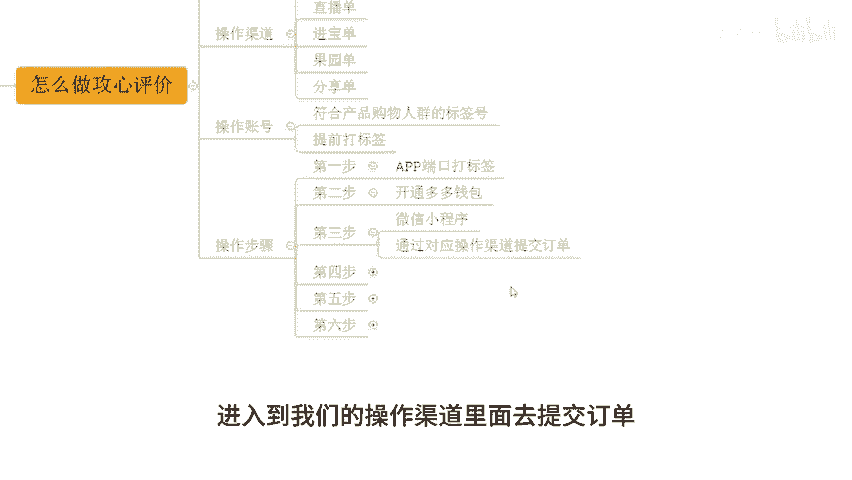 直播单
操作渠道
进宝单
果园单
分享单
怎么做攻心评价
符合产品购物人群的标签号
操作账号
提前打标签
第一步
APP端口打标签
第二步
开通多多钱包
微信小程序
第三步
操作步骤
通过对应操作渠道提交订单
第四步
第五步
第六步
进入到我们的操作渠道里面去提交订单